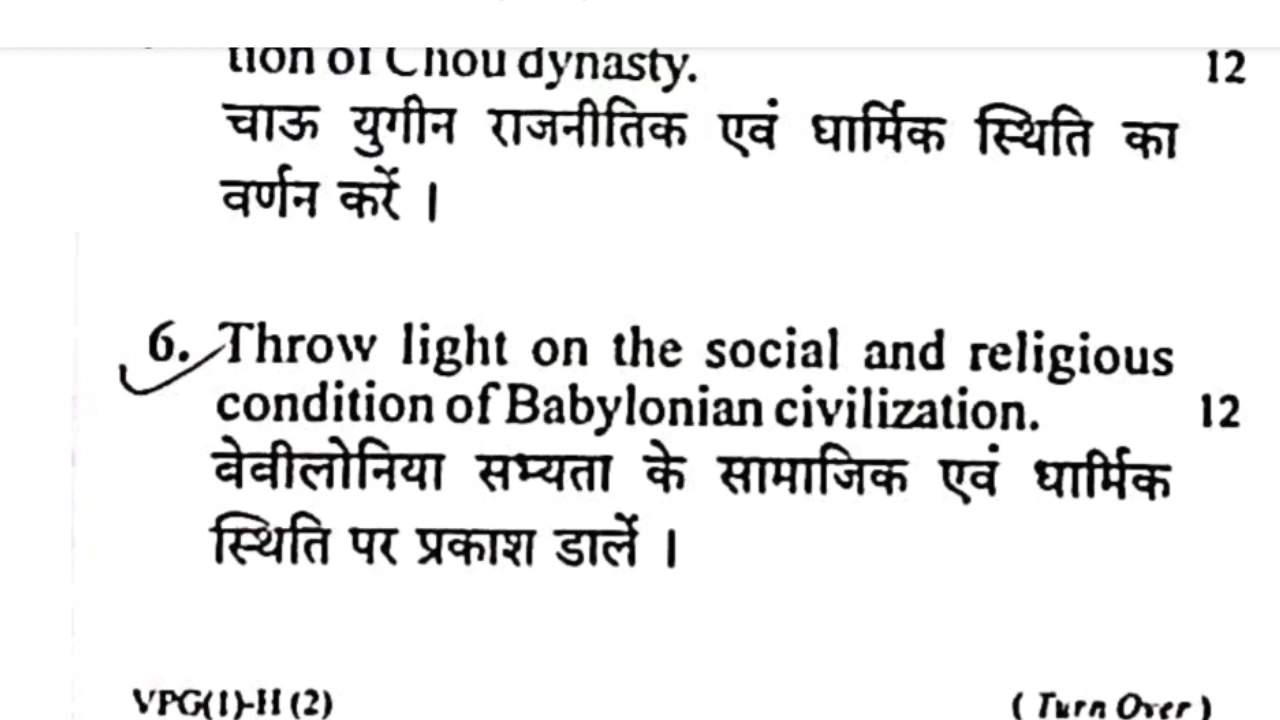 tion of Chou dynasty. 12
चाऊ युगीन राजनीतिक एवं धार्मिक स्थिति का
वर्णन करें ।
6. Throw light on the social and religious
condition of Babylonian civilization. 12
वेवीलोनिया सभ्यता के सामाजिक एवं धार्मिक
स्थिति पर प्रकाश डालें ।
VPG(1)-H (2) ( Turn Over )